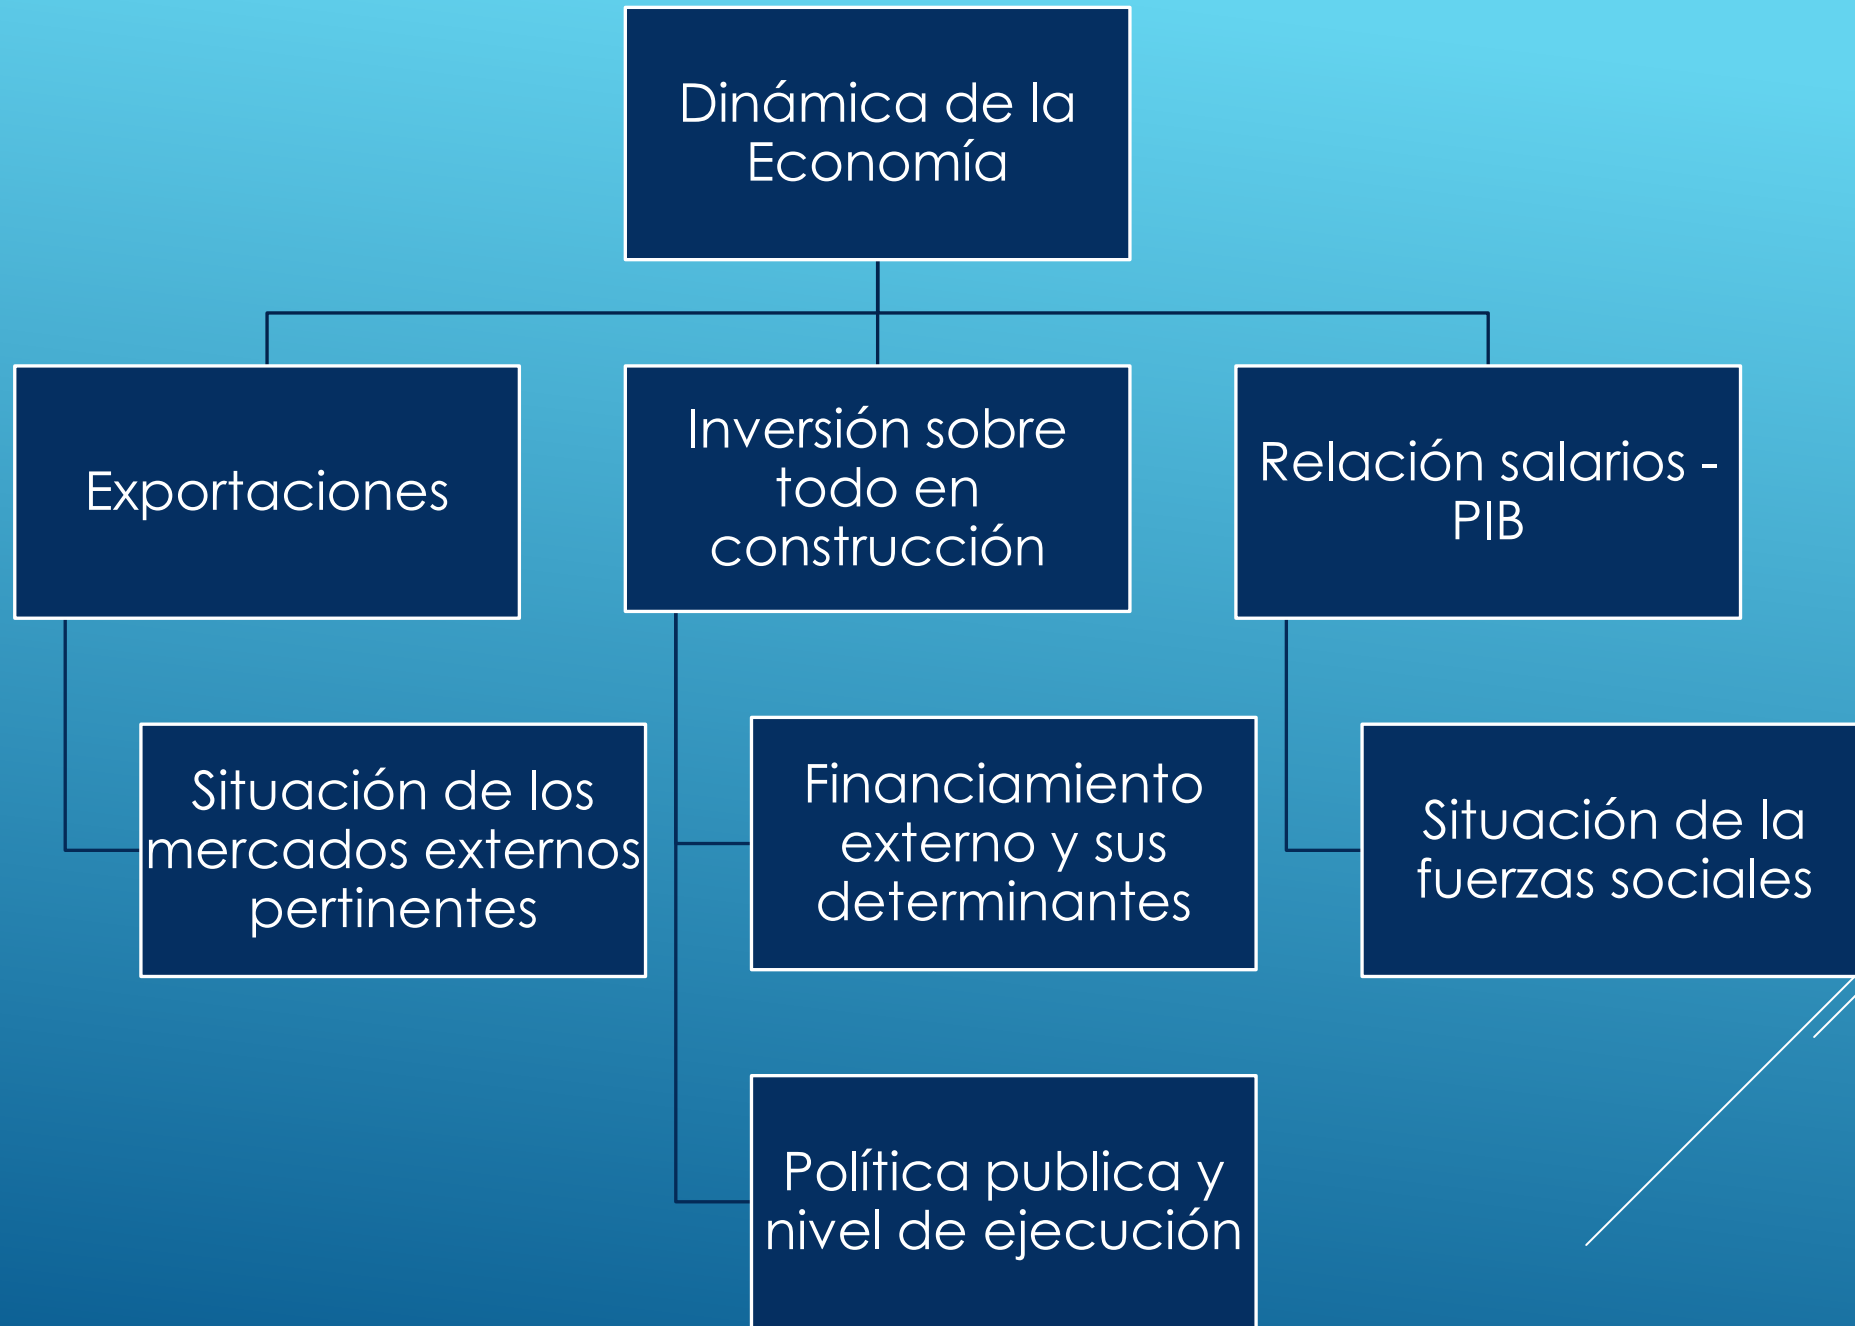 Dinámica de la
Economía
Exportaciones
Inversión sobre
todo en
construcción
Relación salarios -
PIB
Situación de los
mercados externos
pertinentes
Financiamiento
externo y sus
determinantes
Situación de la
fuerzas sociales
Política publica y
nivel de ejecución